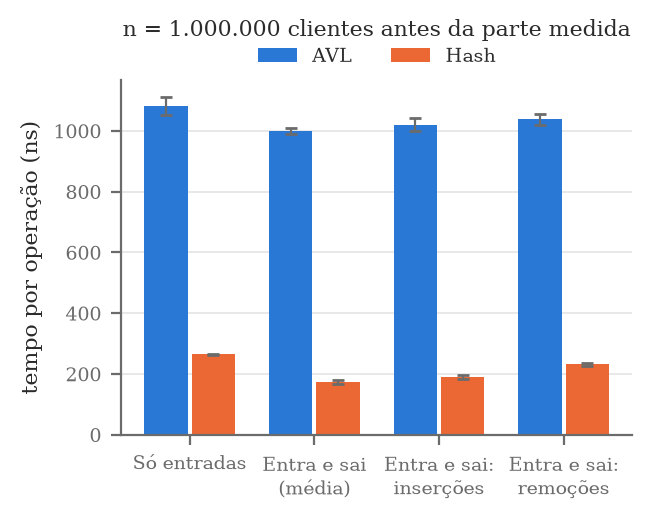 n = 1.000.000 clientes antes da parte medida
AVL
Hash
tempo por operação (ns)
1000
800
600
400
200
0
Só entradas
Entra e sai
(média)
Entra e sai:
inserções
Entra e sai:
remoções